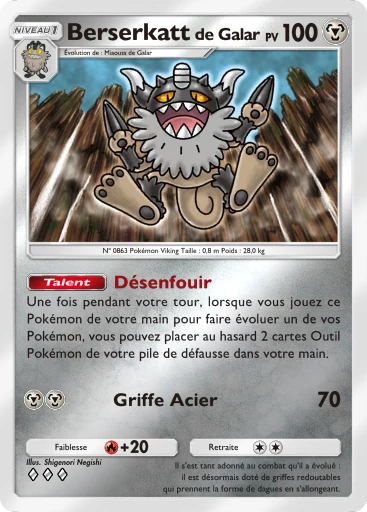 NIVEAU 1
Berserkatt de Galar PV 100
Évolution de : Miaouss de Galar
N° 0863 Pokémon Viking Taille : 0,8 m Poids : 28,0 kg
Talent Désenfouir
Une fois pendant votre tour, lorsque vous jouez ce
Pokémon de votre main pour faire évoluer un de vos
Pokémon, vous pouvez placer au hasard 2 cartes Outil
Pokémon de votre pile de défausse dans votre main.
Griffe Acier 70
Faiblesse +20 Retraite
Illus. Shigenori Negishi
Il s'est tant adonné au combat qu'il a évolué :
il est désormais doté de griffes redoutables
qui prennent la forme de dagues en s'allongeant.